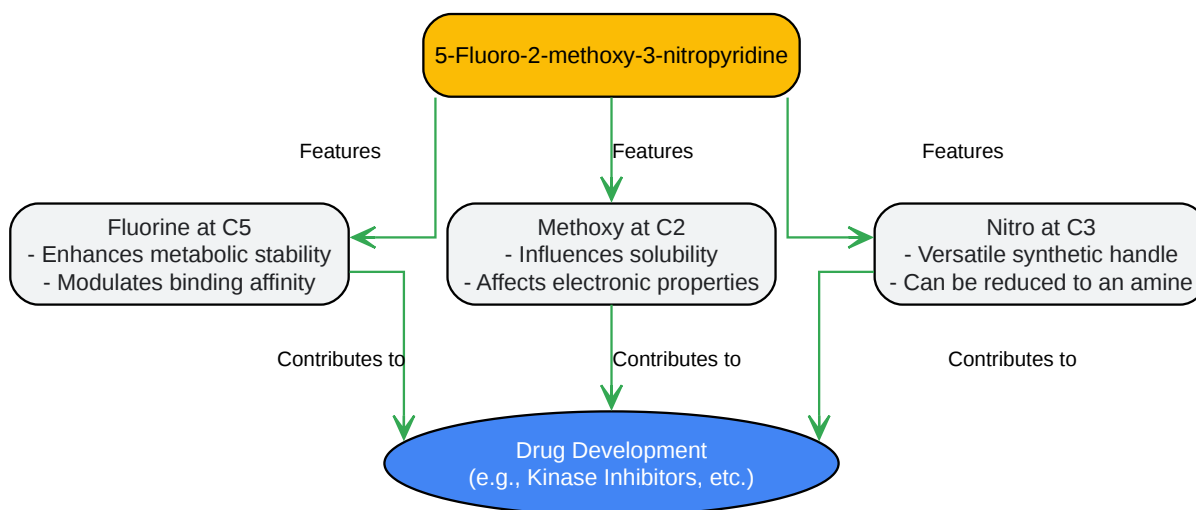 5-Fluoro-2-methoxy-3-nitropyridine
Features
Features
Features
Fluorine at C5
- Enhances metabolic stability
- Modulates binding affinity
Methoxy at C2
- Influences solubility
- Affects electronic properties
Nitro at C3
- Versatile synthetic handle
- Can be reduced to an amine
Contributes to
Contributes to
Contributes to
Drug Development
(e.g., Kinase Inhibitors, etc.)